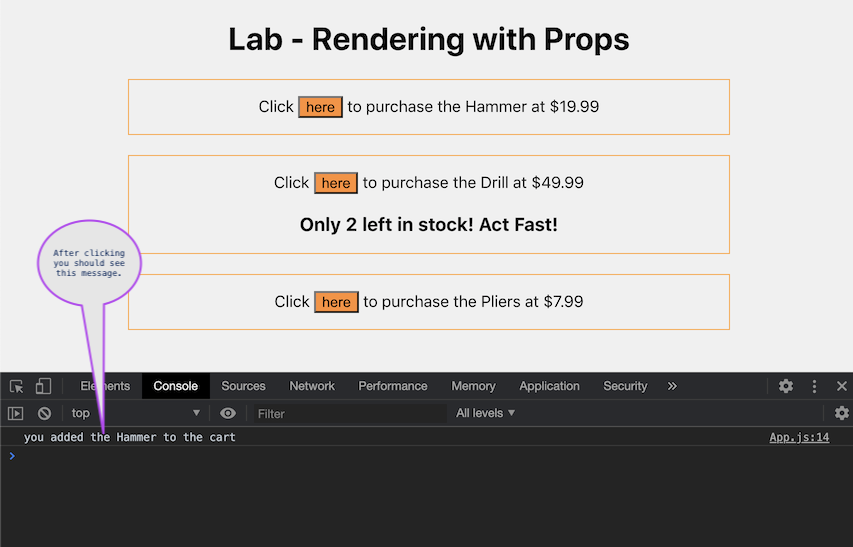 Lab - Rendering with Props
Click here to purchase the Hammer at $19.99
Click here to purchase the Drill at $49.99
Only 2 left in stock! Act Fast!
After clicking
you should see
this message.
Click here to purchase the Pliers at $7.99
Elements Console Sources Network Performance Memory Application Security »
top Filter All levels
you added the Hammer to the cart App.js:14